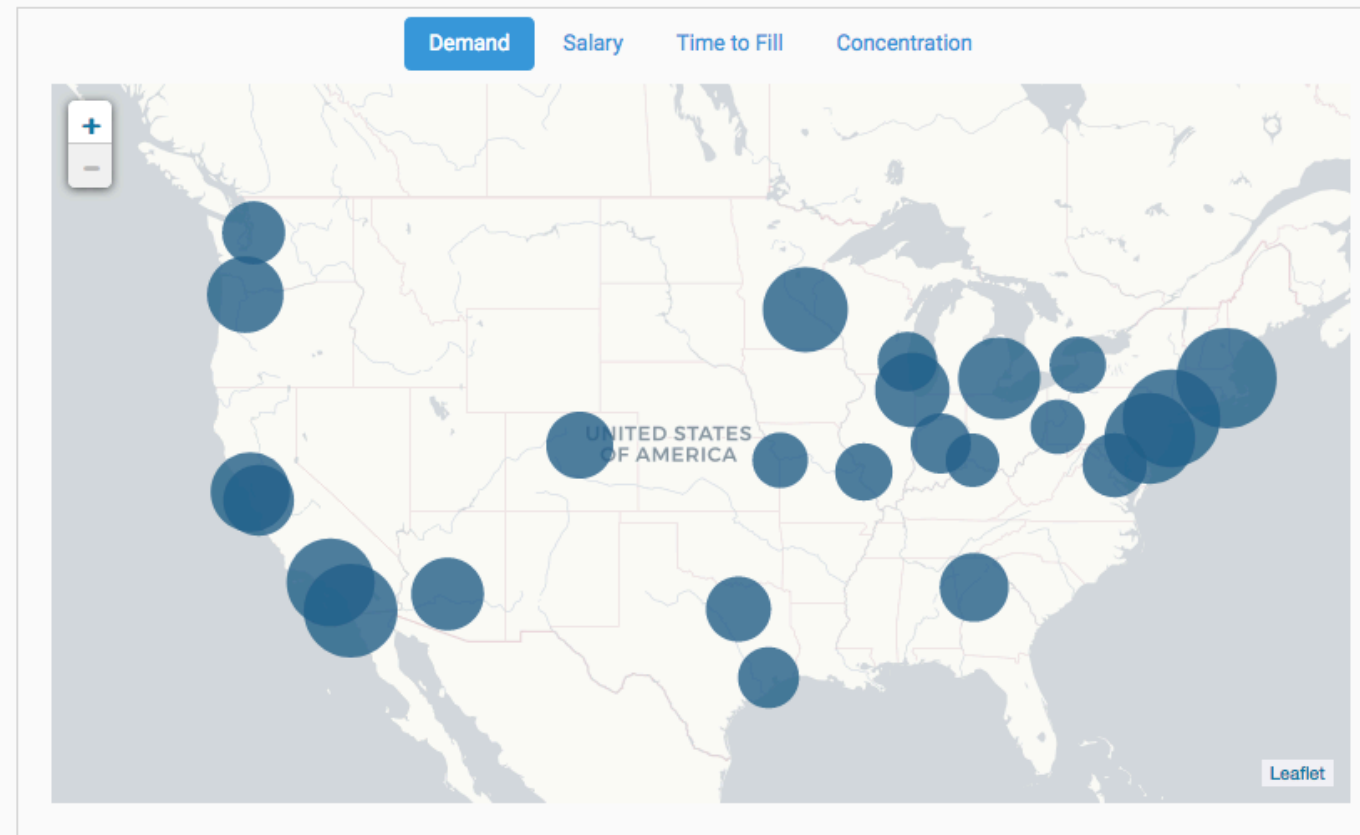 Demand Salary Time to Fill Concentration
+
−
UNITED STATES
OF AMERICA
Leaflet